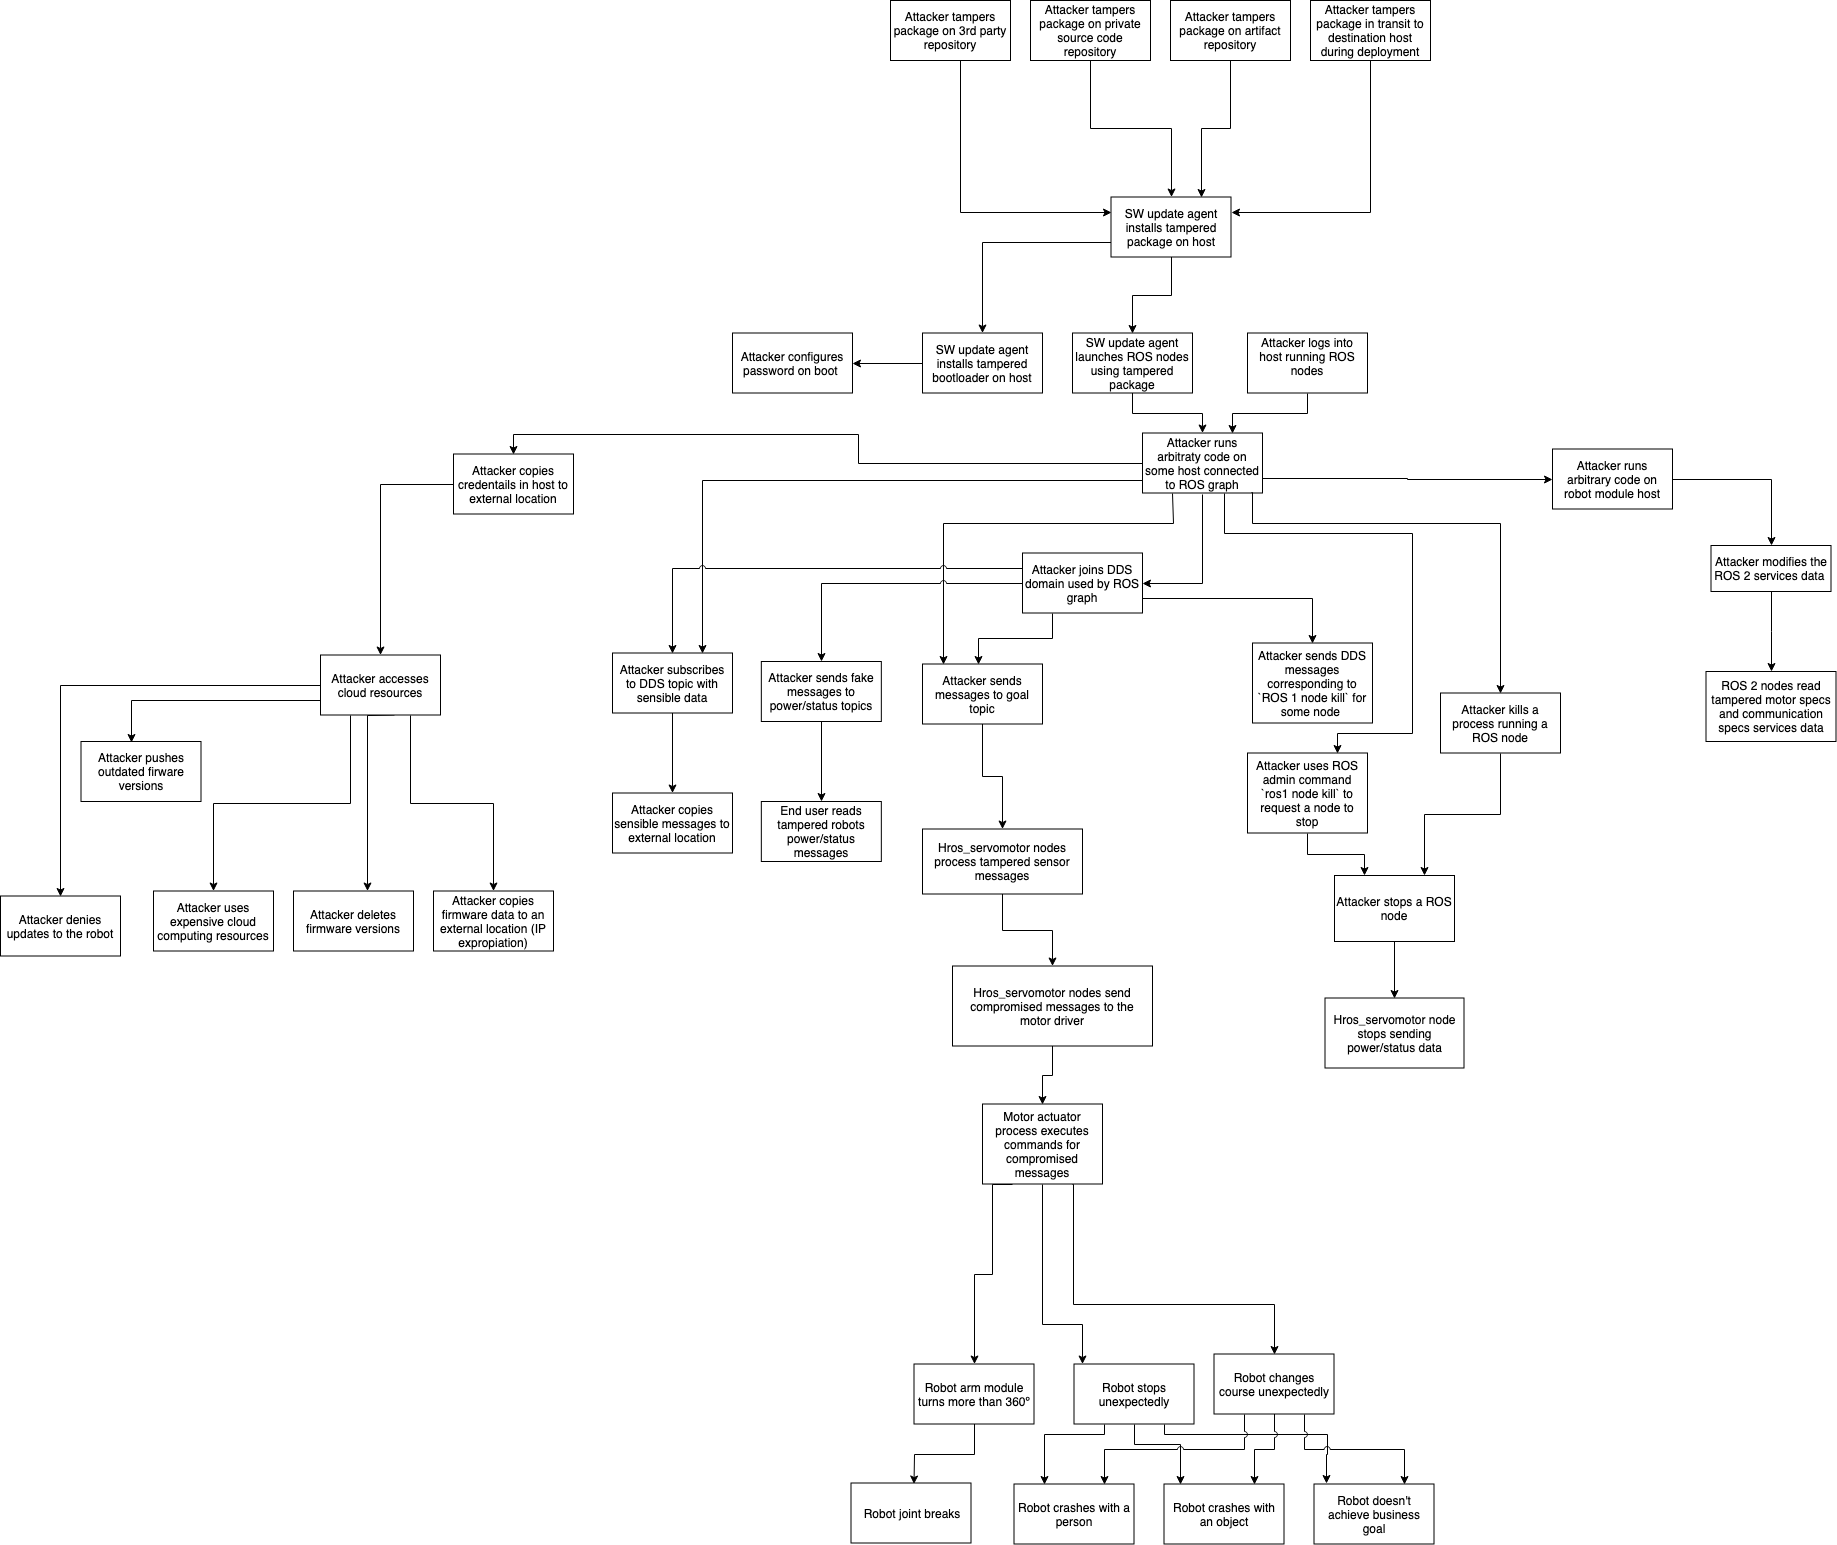 Attacker tampers
package on 3rd party
repository
Attacker tampers
package on private
source code
repository
Attacker tampers
package on artifact
repository
Attacker tampers
package in transit to
destination host
during deployment
SW update agent
installs tampered
package on host
Attacker configures
password on boot
SW update agent
installs tampered
bootloader on host
SW update agent
launches ROS nodes
using tampered
package
Attacker logs into
host running ROS
nodes
Attacker runs
arbitraty code on
some host connected
to ROS graph
Attacker copies
credentails in host to
external location
Attacker runs
arbitrary code on
robot module host
Attacker joins DDS
domain used by ROS
graph
Attacker modifies the
ROS 2 services data
Attacker accesses
cloud resources
Attacker subscribes
to DDS topic with
sensible data
Attacker sends fake
messages to
power/status topics
Attacker sends
messages to goal
topic
Attacker sends DDS
messages
corresponding to
`ROS 1 node kill` for
some node
Attacker kills a
process running a
ROS node
ROS 2 nodes read
tampered motor specs
and communication
specs services data
Attacker pushes
outdated firware
versions
Attacker uses ROS
admin command
`ros1 node kill` to
request a node to
stop
Attacker copies
sensible messages to
external location
End user reads
tampered robots
power/status
messages
Hros_servomotor nodes
process tampered sensor
messages
Attacker denies
updates to the robot
Attacker uses
expensive cloud
computing resources
Attacker deletes
firmware versions
Attacker copies
firmware data to an
external location (IP
expropiation)
Attacker stops a ROS
node
Hros_servomotor nodes send
compromised messages to the
motor driver
Hros_servomotor node
stops sending
power/status data
Motor actuator
process executes
commands for
compromised
messages
Robot arm module
turns more than 360°
Robot stops
unexpectedly
Robot changes
course unexpectedly
Robot joint breaks
Robot crashes with a
person
Robot crashes with
an object
Robot doesn't
achieve business
goal